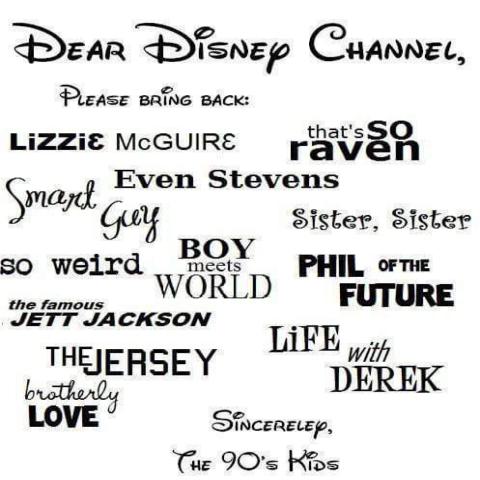 DEAR DISNEY CHANNEL,
PLEASE BRING BACK:
LiZZiE McGUIRE
that's so raven
Even Stevens
Smart Guy
Sister, Sister
so weird
BOY meets WORLD
PHIL OF THE FUTURE
the famous JETT JACKSON
THE JERSEY
LiFE with DEREK
brotherly LOVE
SINCERELEY,
THE 90'S KIDS